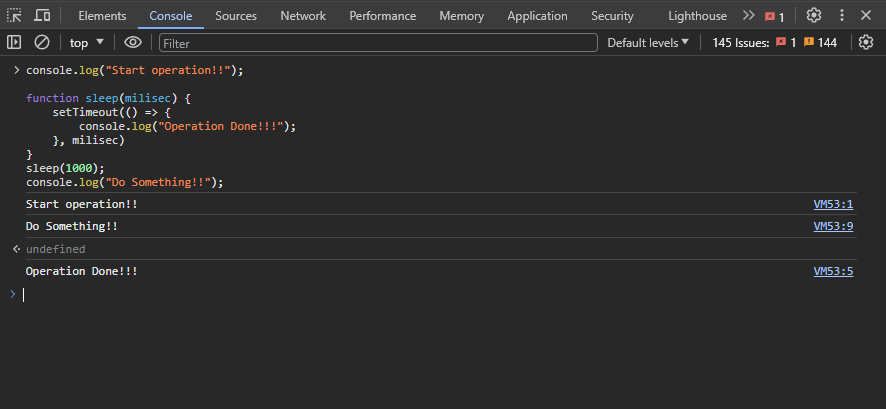 Elements Console Sources Network Performance Memory Application Security Lighthouse 1
top Filter Default levels 145 Issues: 1 144
console.log("Start operation!!");
function sleep(milisec) {
    setTimeout(() => {
        console.log("Operation Done!!!");
    }, milisec)
}
sleep(1000);
console.log("Do Something!!");
Start operation!! VM53:1
Do Something!! VM53:9
undefined
Operation Done!!! VM53:5